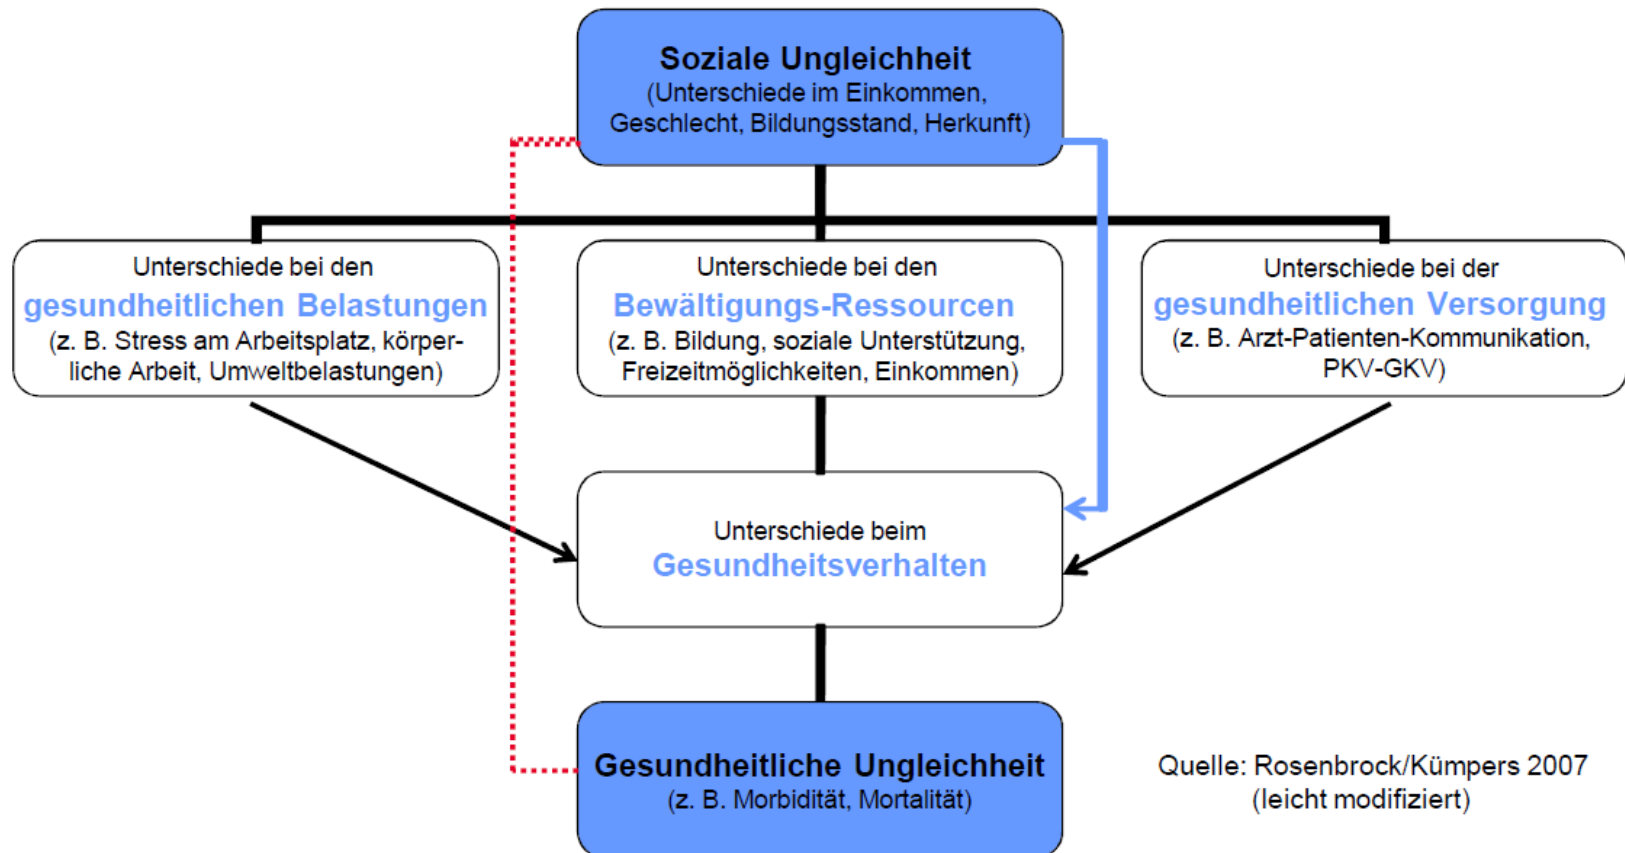 Soziale Ungleichheit
(Unterschiede im Einkommen,
Geschlecht, Bildungsstand, Herkunft)
Unterschiede bei den
gesundheitlichen Belastungen
(z. B. Stress am Arbeitsplatz, körper-
liche Arbeit, Umweltbelastungen)
Unterschiede bei den
Bewältigungs-Ressourcen
(z. B. Bildung, soziale Unterstützung,
Freizeitmöglichkeiten, Einkommen)
Unterschiede bei der
gesundheitlichen Versorgung
(z. B. Arzt-Patienten-Kommunikation,
PKV-GKV)
Unterschiede beim
Gesundheitsverhalten
Gesundheitliche Ungleichheit
(z. B. Morbidität, Mortalität)
Quelle: Rosenbrock/Kümpers 2007
(leicht modifiziert)